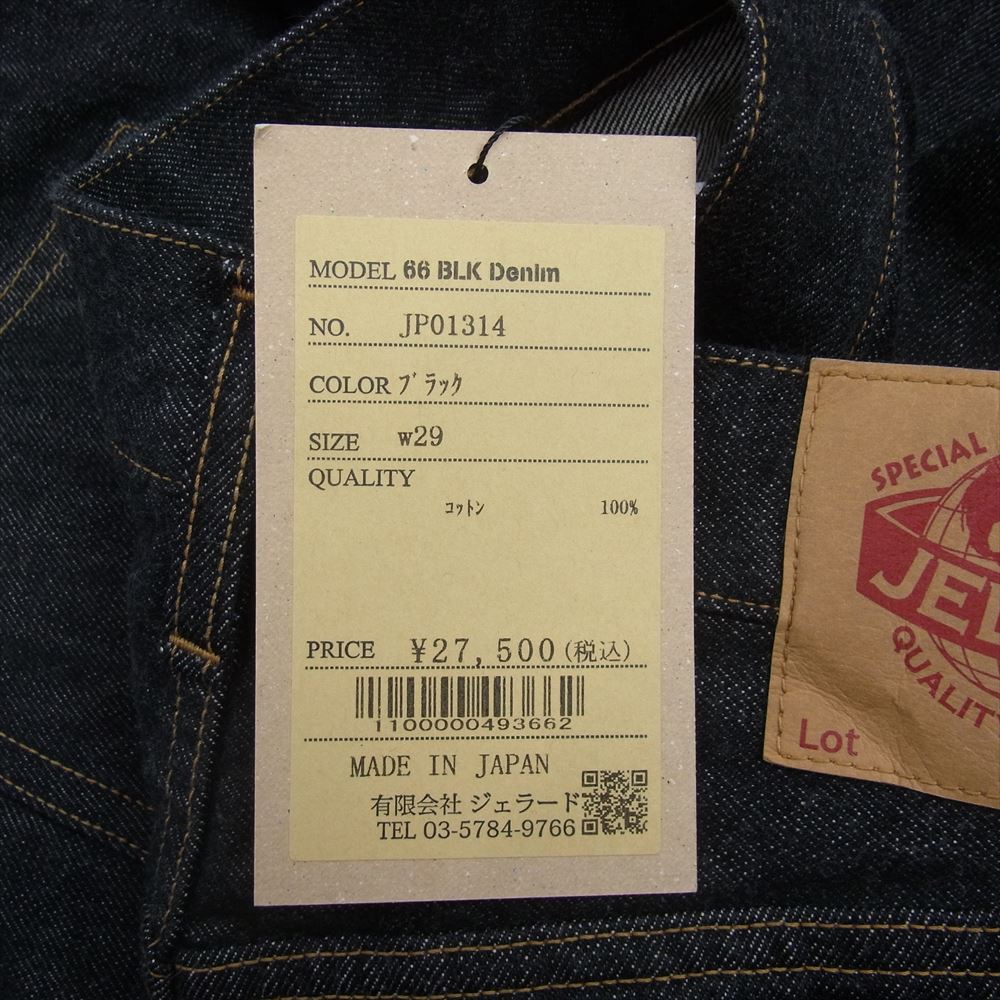 MODEL 66 BLK Denim
NO. JP01314
COLOR ブラック
SIZE w29
QUALITY
コットン 100%
PRICE ¥27,500(税込)
1100000493662
MADE IN JAPAN
有限会社 ジェラード
TEL 03-5784-9766
SPECIAL
JE
QUALIT
Lot